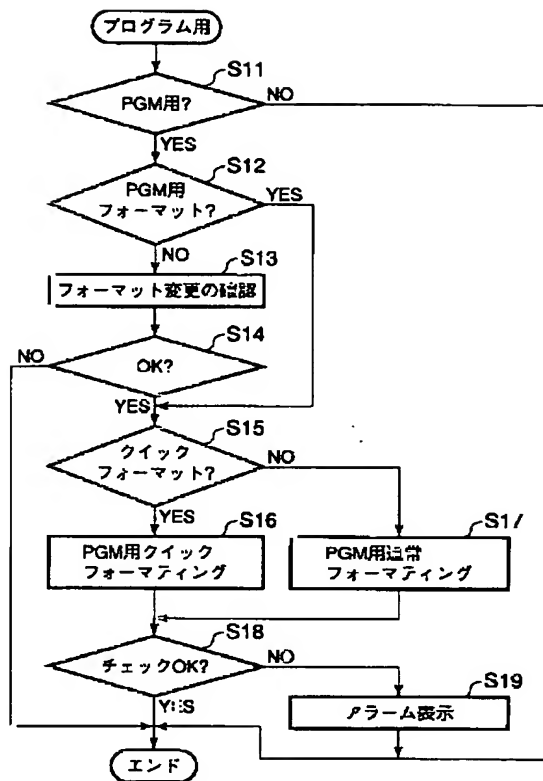 プログラム用
S11
PGM用?
NO
YES
S12
PGM用
フォーマット?
YES
NO
S13
フォーマット変更の確認
S14
NO
OK?
YES
S15
クイック
フォーマット?
NO
YES
S16
PGM用クイック
フォーマティング
S17
PGM用通常
フォーマティング
S18
チェックOK?
NO
YES
S19
アラーム表示
エンド